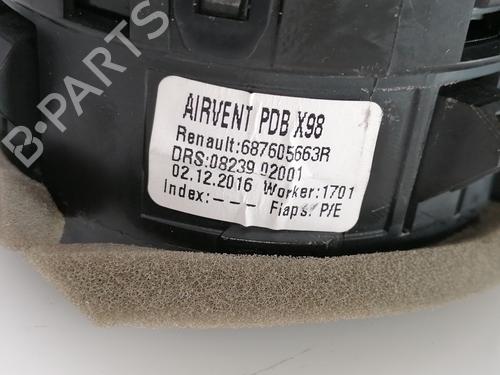 B-PARTS
AIRVENT PDB X98
Renault:687605663R
DRS:08239 02001
02.12.2016 Worker:1701
Index:--- Flaps: P/E